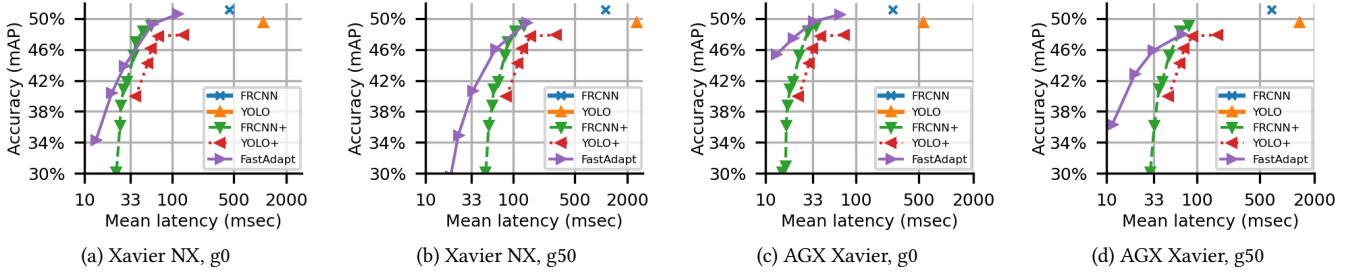 Accuracy (mAP)
50%
46%
42%
38%
34%
30%
10 33 100 500 2000
Mean latency (msec)
FRCNN
YOLO
FRCNN+
YOLO+
FastAdapt
(a) Xavier NX, g0
Accuracy (mAP)
50%
46%
42%
38%
34%
30%
10 33 100 500 2000
Mean latency (msec)
FRCNN
YOLO
FRCNN+
YOLO+
FastAdapt
(b) Xavier NX, g50
Accuracy (mAP)
50%
46%
42%
38%
34%
30%
10 33 100 500 2000
Mean latency (msec)
FRCNN
YOLO
FRCNN+
YOLO+
FastAdapt
(c) AGX Xavier, g0
Accuracy (mAP)
50%
46%
42%
38%
34%
30%
10 33 100 500 2000
Mean latency (msec)
FRCNN
YOLO
FRCNN+
YOLO+
FastAdapt
(d) AGX Xavier, g50